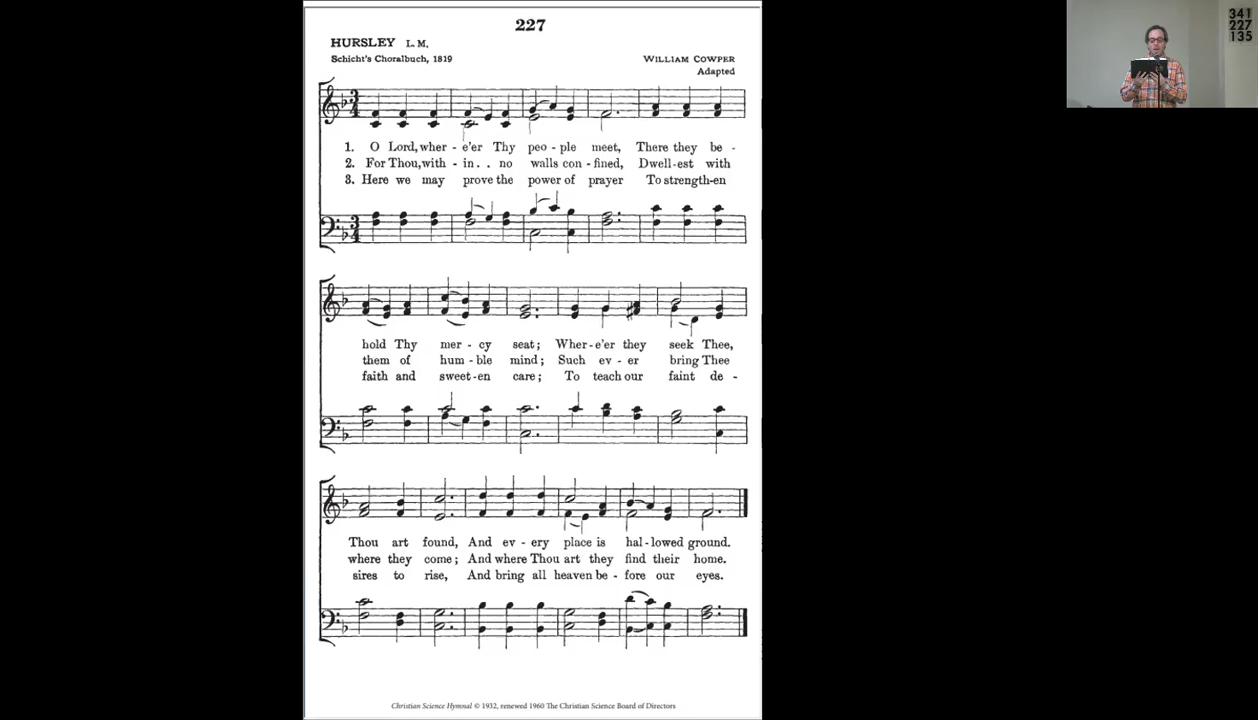 227
HURSLEY L. M.
Schicht's Choralbuch, 1819
WILLIAM COWPER
Adapted
1. O Lord, wher - e'er Thy peo - ple meet, There they be -
2. For Thou, with - in . . no walls con - fined, Dwell - est with
3. Here we may prove the power of prayer To strength-en
hold Thy mer - cy seat; Wher - e'er they seek Thee,
them of hum - ble mind; Such ev - er bring Thee
faith and sweet - en care; To teach our faint de -
Thou art found, And ev - ery place is hal - lowed ground.
where they come; And where Thou art they find their home.
sires to rise, And bring all heaven be - fore our eyes.
Christian Science Hymnal © 1932, renewed 1960 The Christian Science Board of Directors
341
227
135